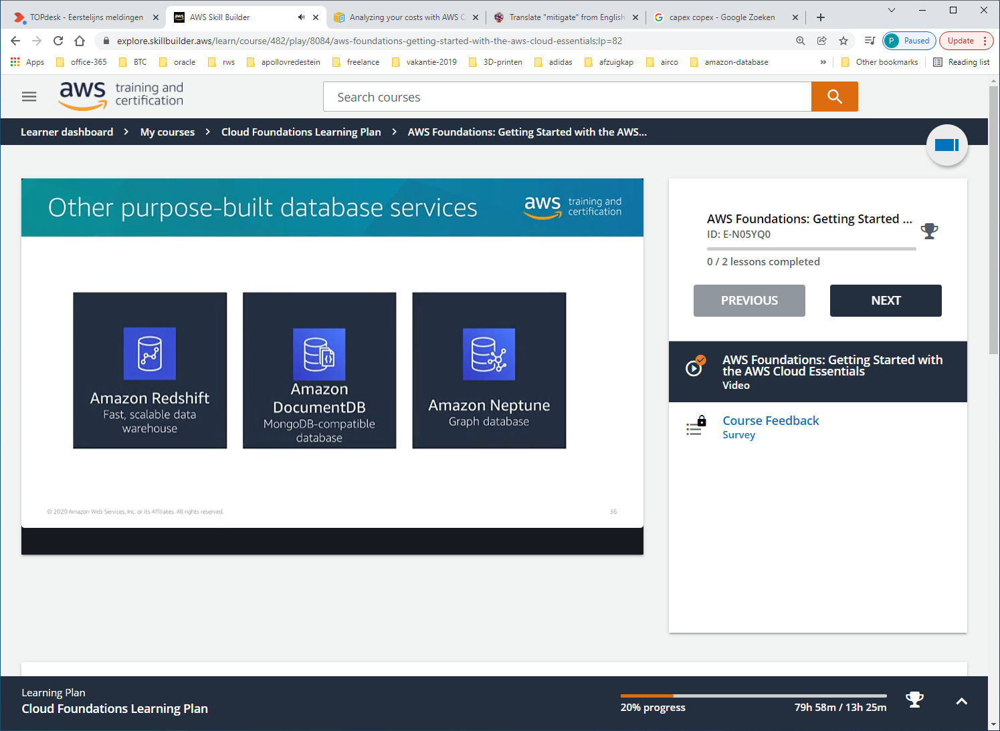 TOPdesk - Eerstelijns meldingen
AWS Skill Builder
Analyzing your costs with AWS C
Translate "mitigate" from English
capex copex - Google Zoeken
explore.skillbuilder.aws/learn/course/482/play/8084/aws-foundations-getting-started-with-the-aws-cloud-essentials;lp=82
P Paused
Update
Apps office-365 BTC oracle rws apollovredestein freelance vakantie-2019 3D-printen adidas afzuigkap airco amazon-database » Other bookmarks Reading list
aws training and
certification
Search courses
Learner dashboard > My courses > Cloud Foundations Learning Plan > AWS Foundations: Getting Started with the AWS...
Other purpose-built database services
aws training and
certification
Amazon Redshift
Fast, scalable data
warehouse
Amazon
DocumentDB
MongoDB-compatible
database
Amazon Neptune
Graph database
© 2020 Amazon Web Services, Inc. or its Affiliates. All rights reserved.
36
AWS Foundations: Getting Started ...
ID: E-N05YQ0
0 / 2 lessons completed
PREVIOUS
NEXT
AWS Foundations: Getting Started with
the AWS Cloud Essentials
Video
Course Feedback
Survey
Learning Plan
Cloud Foundations Learning Plan
20% progress
79h 58m / 13h 25m